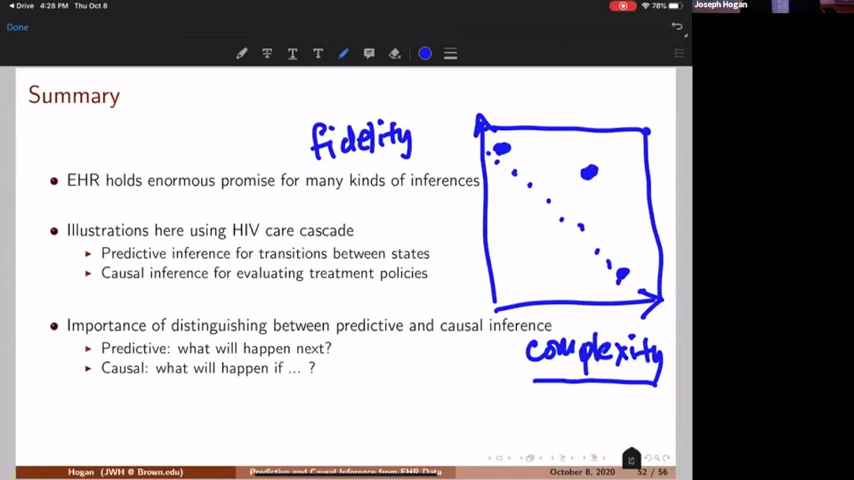 Drive 4:28 PM Thu Oct 8
78%
Joseph Hogan
Done
Summary
fidelity
EHR holds enormous promise for many kinds of inferences
Illustrations here using HIV care cascade
Predictive inference for transitions between states
Causal inference for evaluating treatment policies
Importance of distinguishing between predictive and causal inference
Predictive: what will happen next?
Causal: what will happen if ... ?
complexity
Hogan (JWH @ Brown.edu) Predictive and Causal Inference from EHR Data October 8, 2020 52 / 56